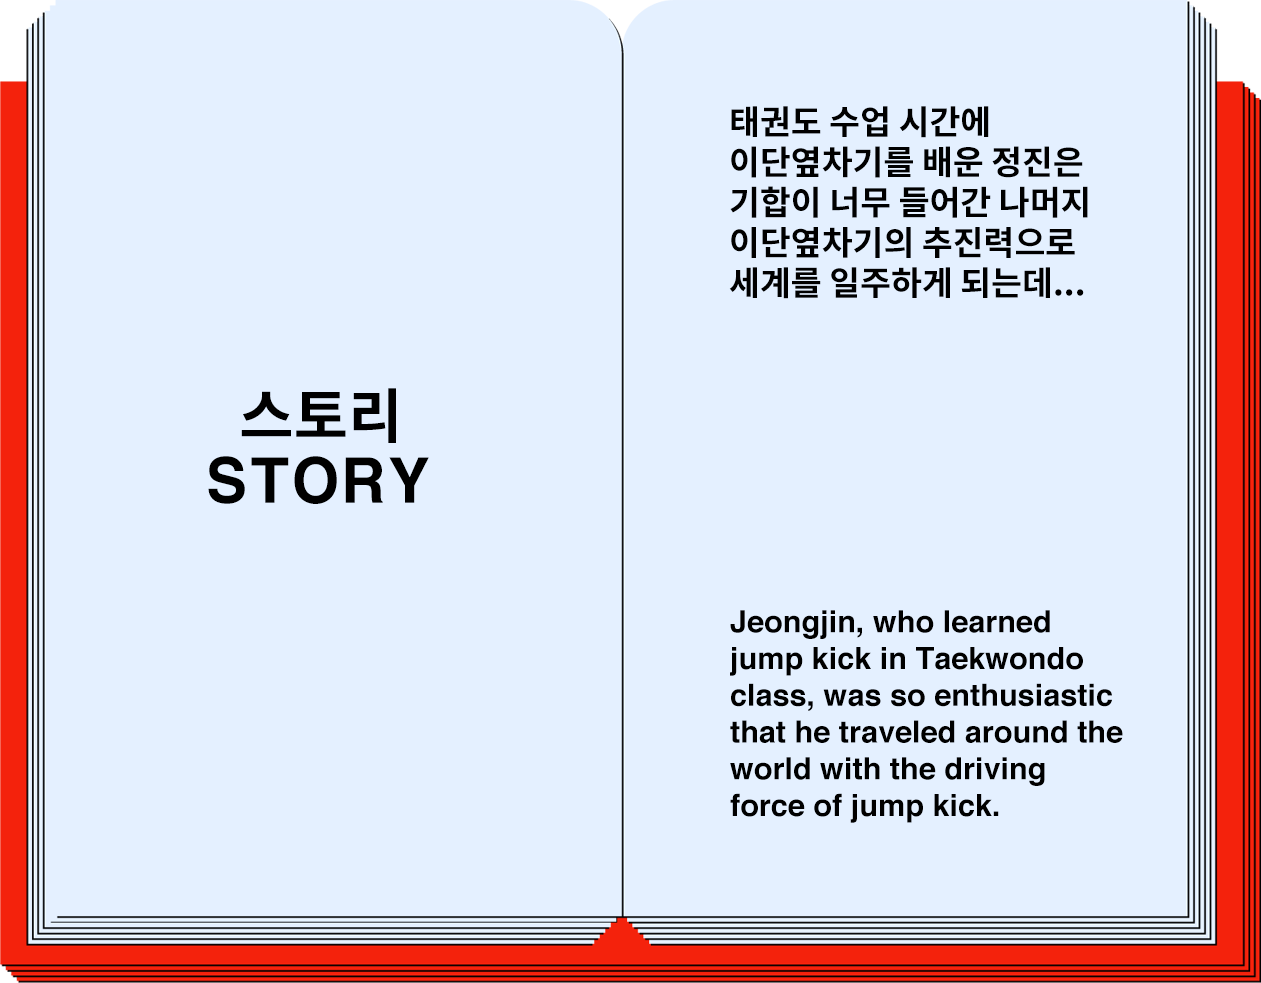 스토리
STORY
태권도 수업 시간에
이단옆차기를 배운 정진은
기합이 너무 들어간 나머지
이단옆차기의 추진력으로
세계를 일주하게 되는데...
Jeongjin, who learned
jump kick in Taekwondo
class, was so enthusiastic
that he traveled around the
world with the driving
force of jump kick.